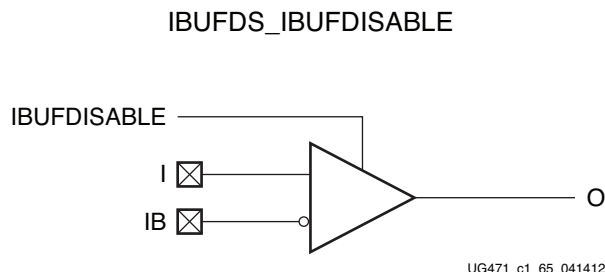 IBUFDS_IBUFDISABLE
IBUFDISABLE
I
IB
O
UG471_c1_65_041412